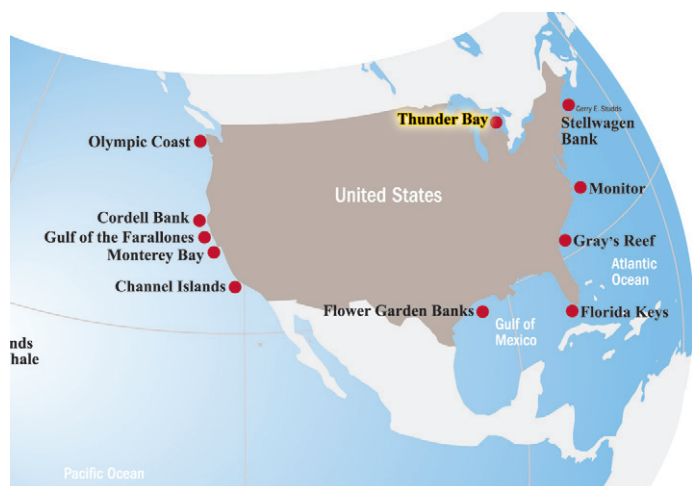 Gerry E. Studds
Stellwagen
Bank
Thunder Bay
Olympic Coast
United States
Monitor
Cordell Bank
Gulf of the Farallones
Monterey Bay
Gray's Reef
Atlantic
Ocean
Channel Islands
Flower Garden Banks
Gulf of
Mexico
Florida Keys
nds
hale
Pacific Ocean